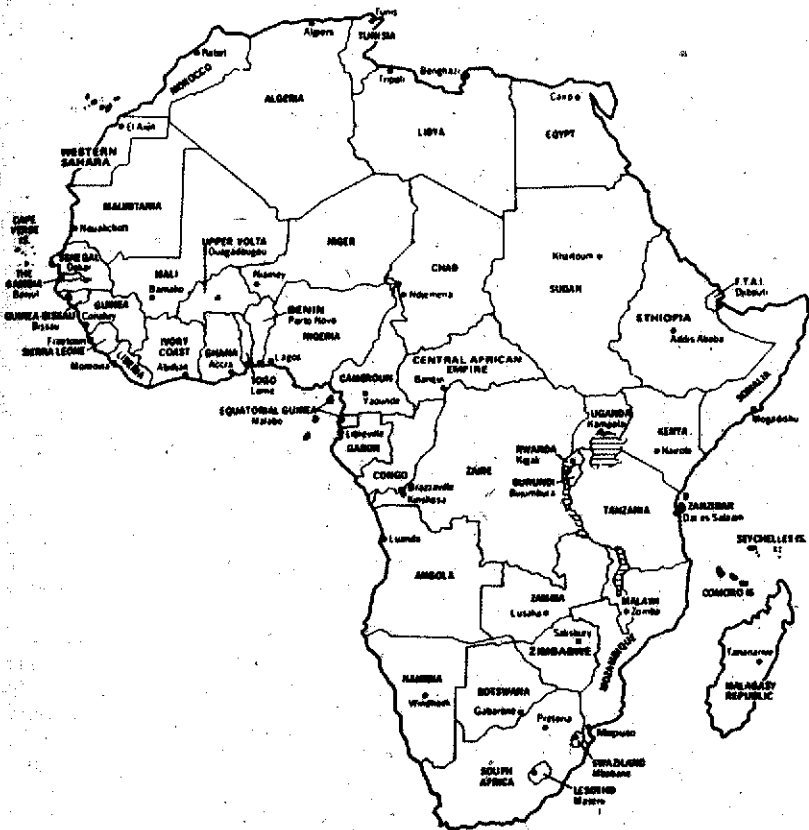 Tunis
TUNISIA
Algiers
Rabat
MOROCCO
Tripoli
Benghazi
Cairo
ALGERIA
El Aaiun
LIBYA
EGYPT
WESTERN
SAHARA
MAURITANIA
Nouakchott
CAPE
VERDE
IS.
UPPER VOLTA
Ouagadougou
NIGER
Niamey
CHAD
Ndjemena
Khartoum
SUDAN
F.T.A.I.
Djibouti
SENEGAL
Dakar
THE
GAMBIA
Banjul
MALI
Bamako
ETHIOPIA
Addis Ababa
GUINEA-BISSAU
Bissau
GUINEA
Conakry
BENIN
Porto Novo
NIGERIA
Freetown
SIERRA LEONE
Monrovia
LIBERIA
IVORY
COAST
Abidjan
GHANA
Accra
TOGO
Lome
Lagos
CAMEROUN
Yaounde
CENTRAL AFRICAN
EMPIRE
Bangui
SOMALIA
Mogadishu
EQUATORIAL GUINEA
Malabo
Libreville
GABON
UGANDA
Kampala
KENYA
Nairobi
CONGO
Brazzaville
Kinshasa
ZAIRE
RWANDA
Kigali
BURUNDI
Bujumbura
TANZANIA
ZANZIBAR
Dar es Salaam
SEYCHELLES IS.
Luanda
ANGOLA
COMORO IS
ZAMBIA
Lusaka
MALAWI
Zomba
Salisbury
ZIMBABWE
MOZAMBIQUE
Tananarive
MALAGASY
REPUBLIC
NAMIBIA
Windhoek
BOTSWANA
Gaborone
Pretoria
Maputo
SWAZILAND
Mbabane
SOUTH
AFRICA
LESOTHO
Maseru